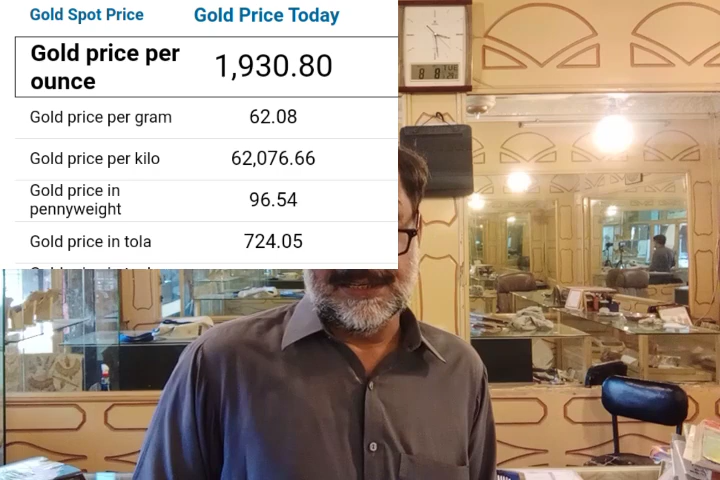 Gold Spot Price Gold Price Today
Gold price per ounce 1,930.80
Gold price per gram 62.08
Gold price per kilo 62,076.66
Gold price in pennyweight 96.54
Gold price in tola 724.05
8 8